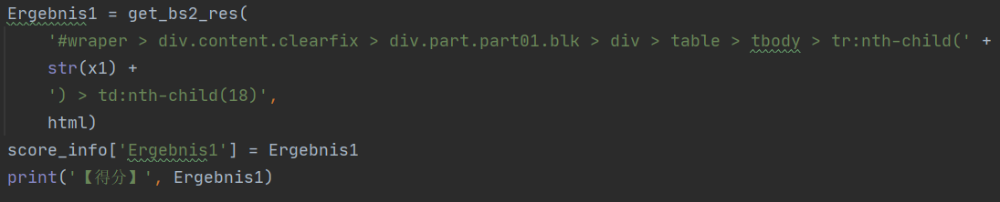 Ergebnis1 = get_bs2_res(
    '#wraper > div.content.clearfix > div.part.part01.blk > div > table > tbody > tr:nth-child(' +
    str(x1) +
    ') > td:nth-child(18)',
    html)
score_info['Ergebnis1'] = Ergebnis1
print('【得分】', Ergebnis1)